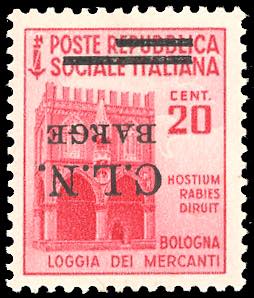 POSTE REPUBBLICA
SOCIALE ITALIANA
CENT.
20
C.L.N.
BARGE
HOSTIUM
RABIES
DIRUIT
BOLOGNA
LOGGIA DEI MERCANTI